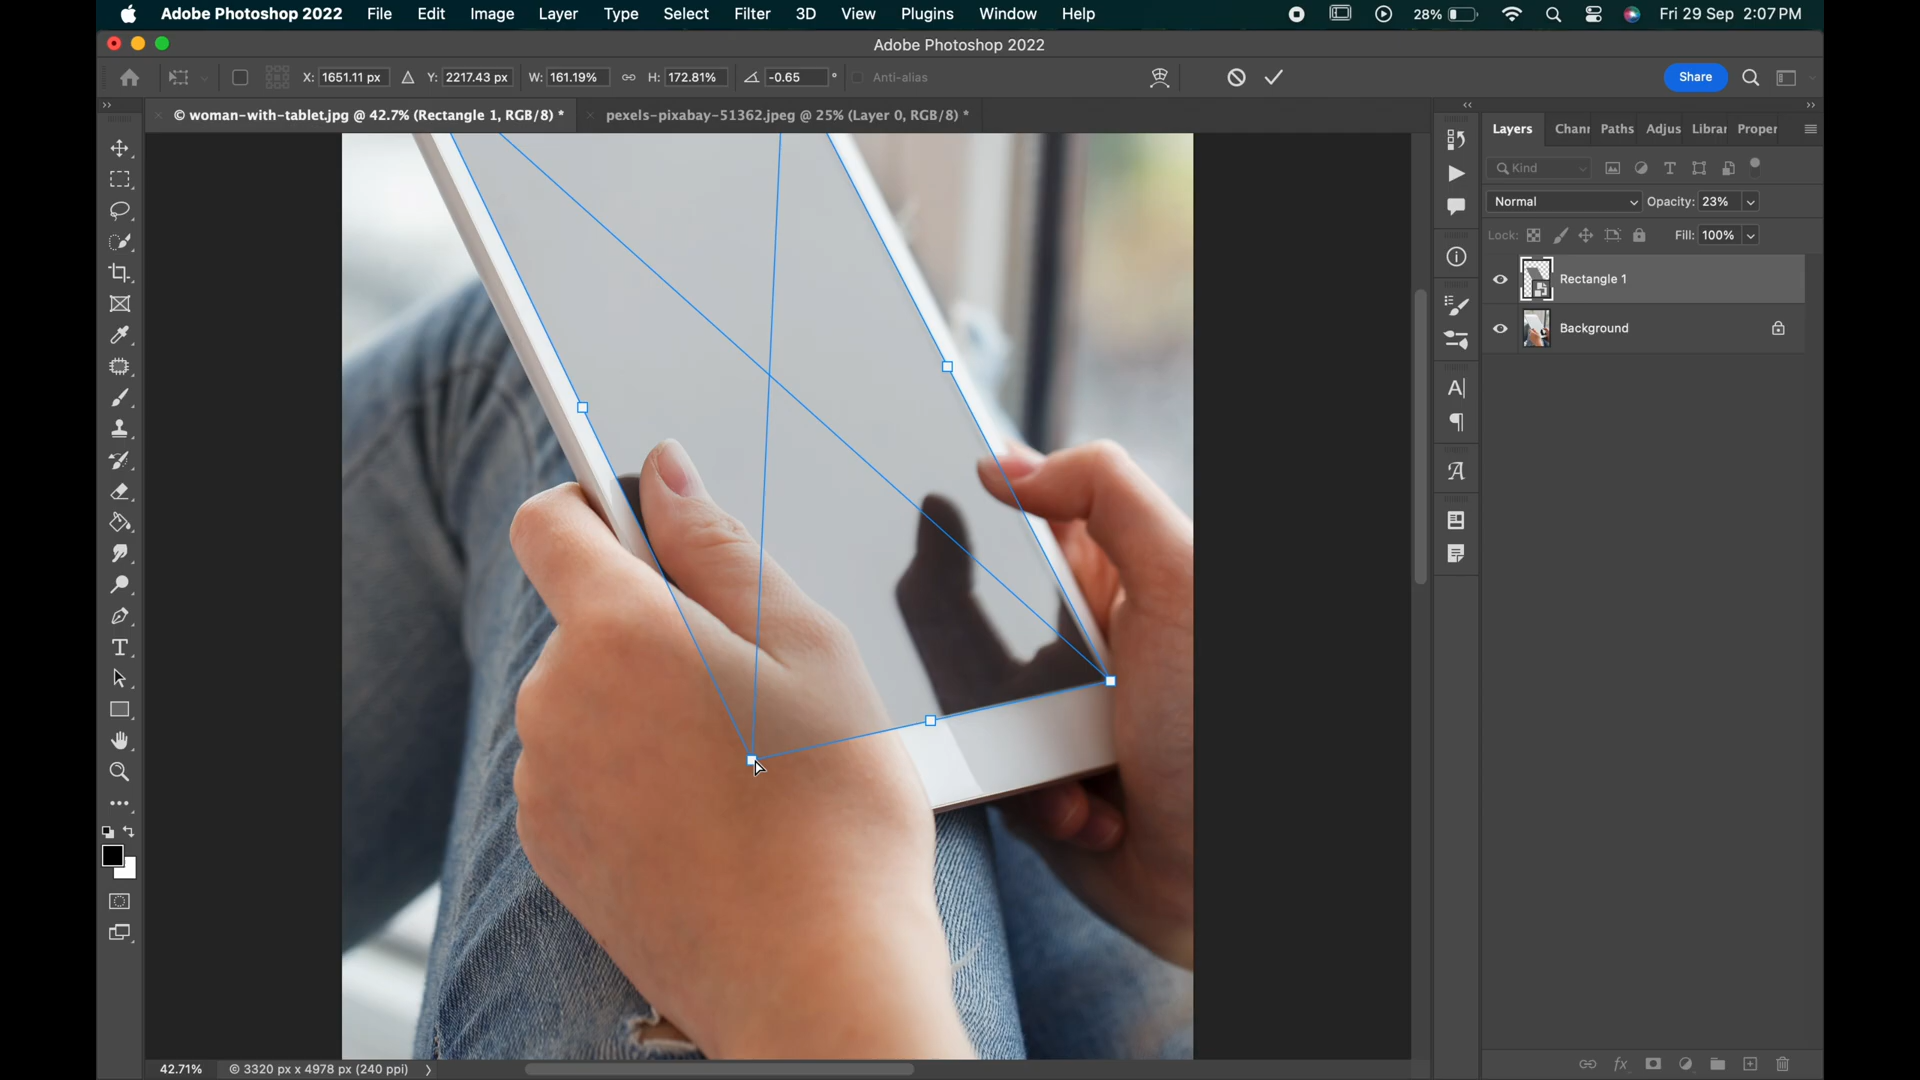 Adobe Photoshop 2022 File Edit Image Layer Type Select Filter 3D View Plugins Window Help 28% Fri 29 Sep 2:07 PM
Adobe Photoshop 2022
X: 1651.11 px Y: 2217.43 px W: 161.19% H: 172.81% -0.65 ° Anti-alias Share
© woman-with-tablet.jpg @ 42.7% (Rectangle 1, RGB/8) * pexels-pixabay-51362.jpeg @ 25% (Layer 0, RGB/8) *
Layers Chanr Paths Adjus Librar Proper
Kind
Normal Opacity: 23%
Lock: Fill: 100%
Rectangle 1
Background
42.71% © 3320 px x 4978 px (240 ppi)